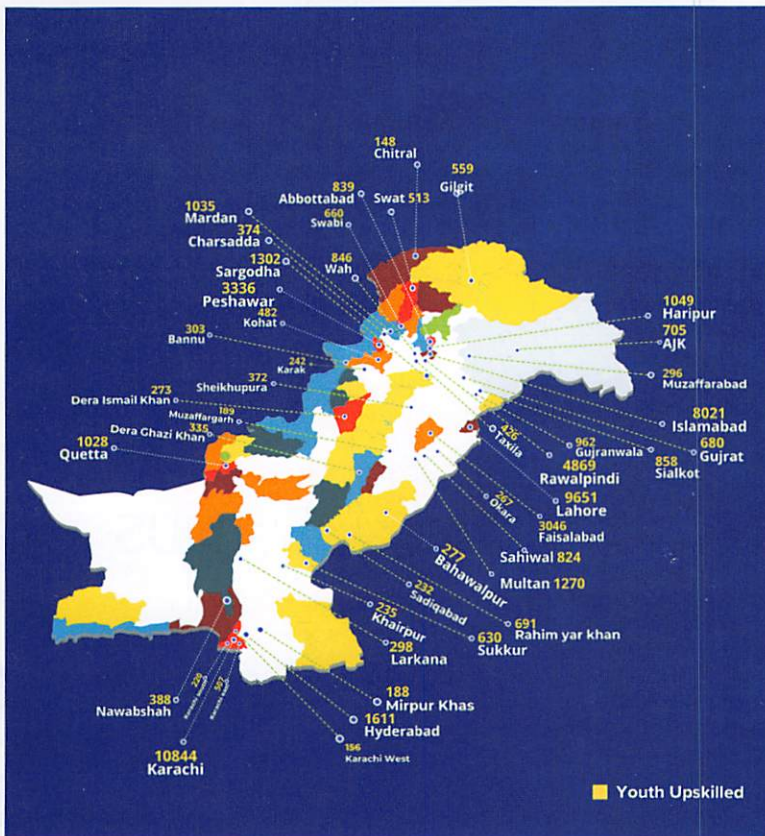 148
Chitral
559
Gilgit
839
Abbottabad
Swat 513
660
Swabi
1035
Mardan
374
Charsadda
1302
Sargodha
846
Wah
3336
Peshawar
482
Kohat
303
Bannu
242
Karak
372
Sheikhupura
273
Dera Ismail Khan
189
Muzaffargarh
335
Dera Ghazi Khan
1028
Quetta
1049
Haripur
705
AJK
296
Muzaffarabad
8021
Islamabad
680
Gujrat
858
Sialkot
962
Gujranwala
426
Taxila
4869
Rawalpindi
9651
Lahore
267
Okara
3046
Faisalabad
Sahiwal 824
Multan 1270
277
Bahawalpur
232
Sadiqabad
691
Rahim yar khan
235
Khairpur
630
Sukkur
298
Larkana
188
Mirpur Khas
1611
Hyderabad
156
Karachi West
388
Nawabshah
220
Karachi
507
Karachi
10844
Karachi
Youth Upskilled